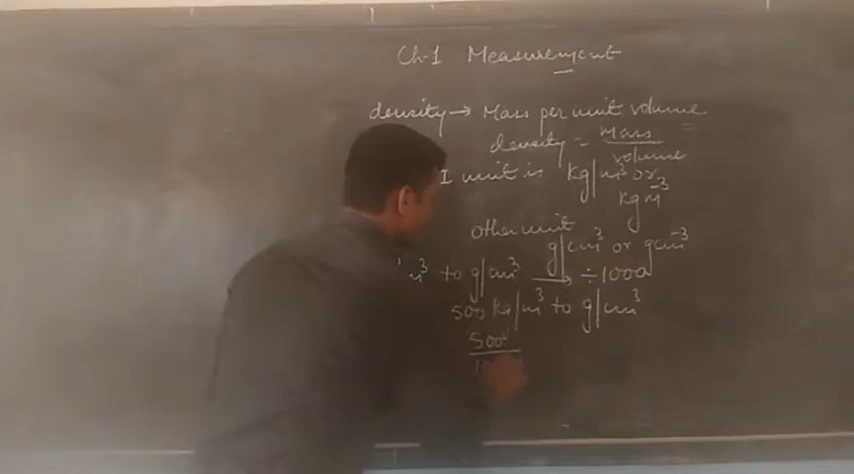 Ch-1 Measurement
density → Mass per unit volume
density = Mass
volume
I unit is kg/m³ or
kgm⁻³
other unit
g/cm³ or gcm⁻³
m³ to g/cm³ → ÷1000
500 kg/m³ to g/cm³
500